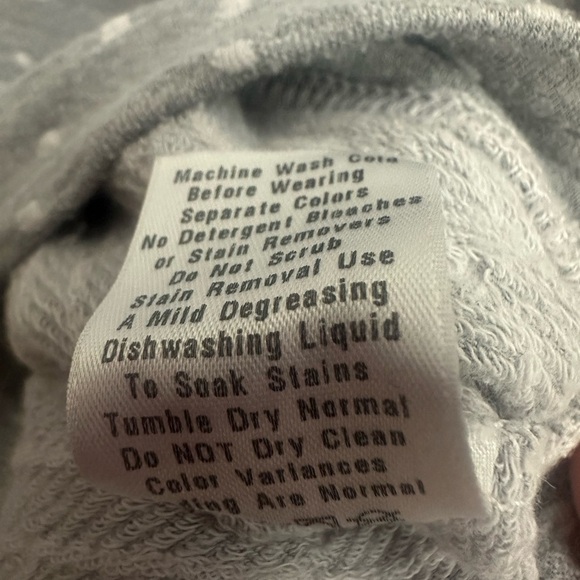 Machine Wash Cold
Before Wearing
Separate Colors
No Detergent Bleaches
or Stain Removers
Do Not Scrub
Stain Removal Use
A Mild Degreasing
Dishwashing Liquid
To Soak Stains
Tumble Dry Normal
Do NOT Dry Clean
Color Variances
Are Normal